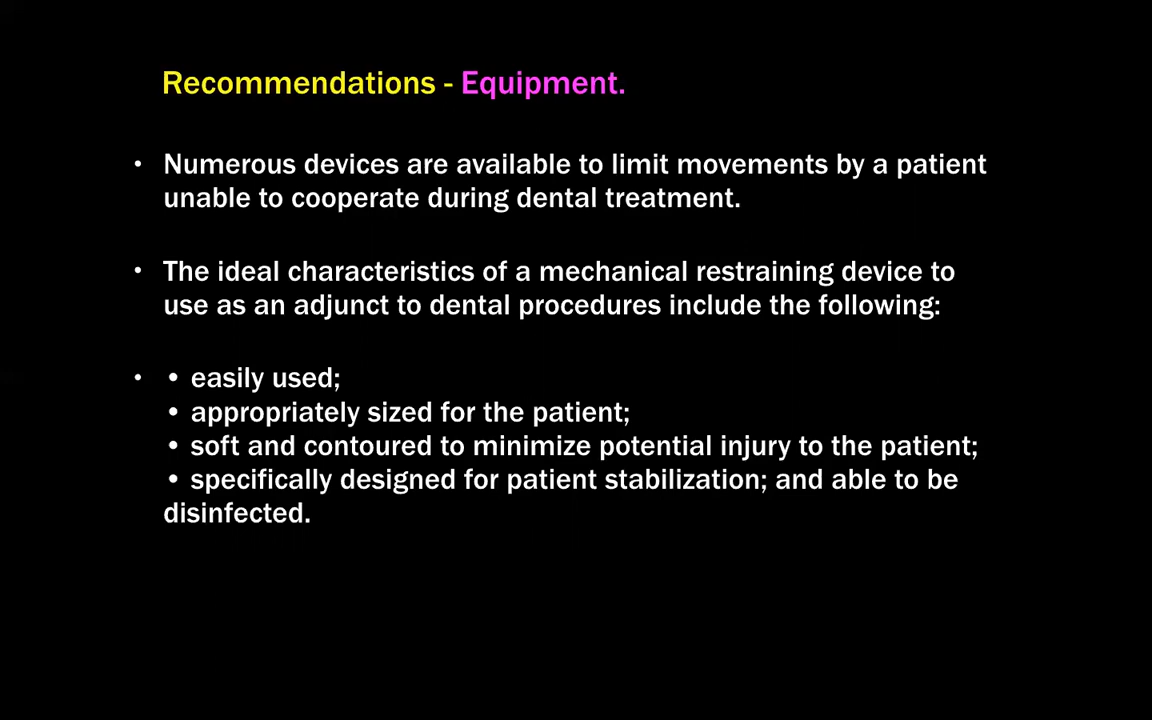 Recommendations - Equipment.
• Numerous devices are available to limit movements by a patient
unable to cooperate during dental treatment.
• The ideal characteristics of a mechanical restraining device to
use as an adjunct to dental procedures include the following:
• • easily used;
• appropriately sized for the patient;
• soft and contoured to minimize potential injury to the patient;
• specifically designed for patient stabilization; and able to be
disinfected.